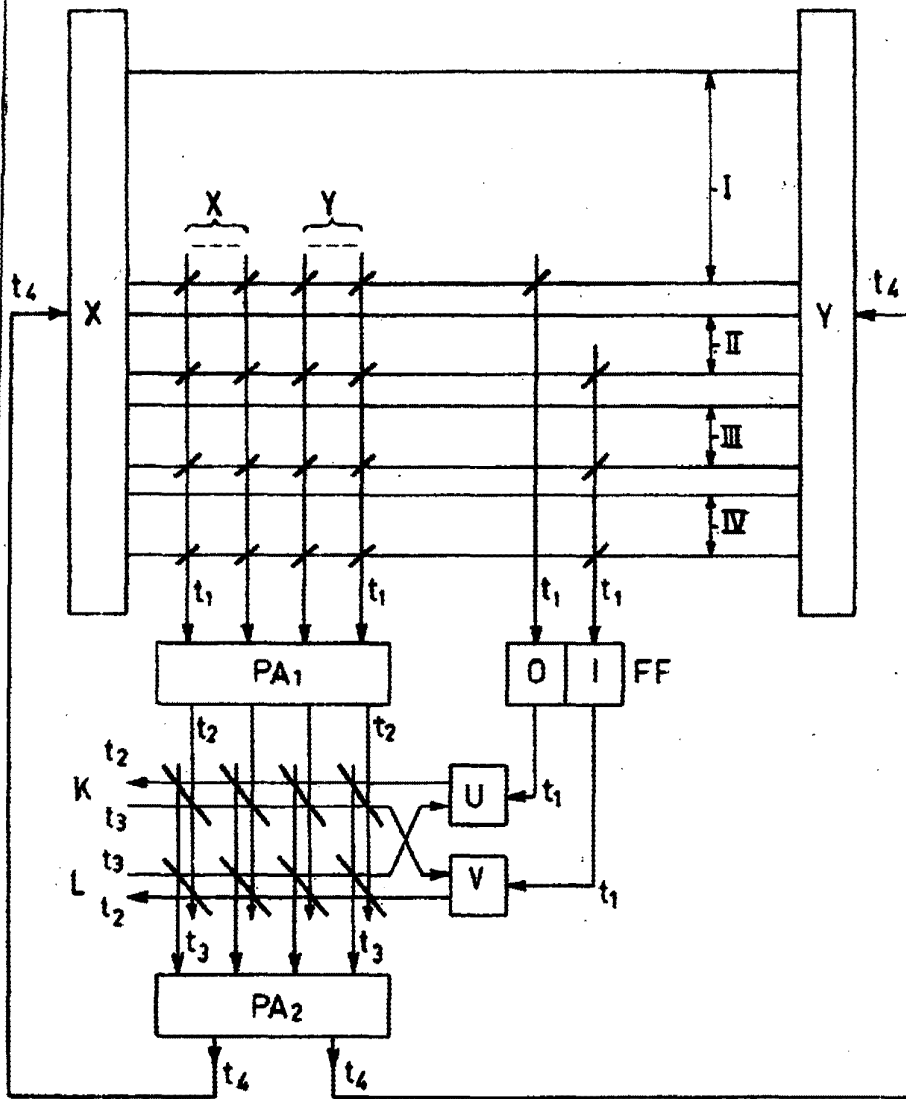 I
X Y
t4 X Y t4
II
III
IV
t1 t1 t1 t1
PA1 0 1 FF
t2 t2
t2
K U t1
t3
t3
L V t1
t2
t3 t3
PA2
t4 t4